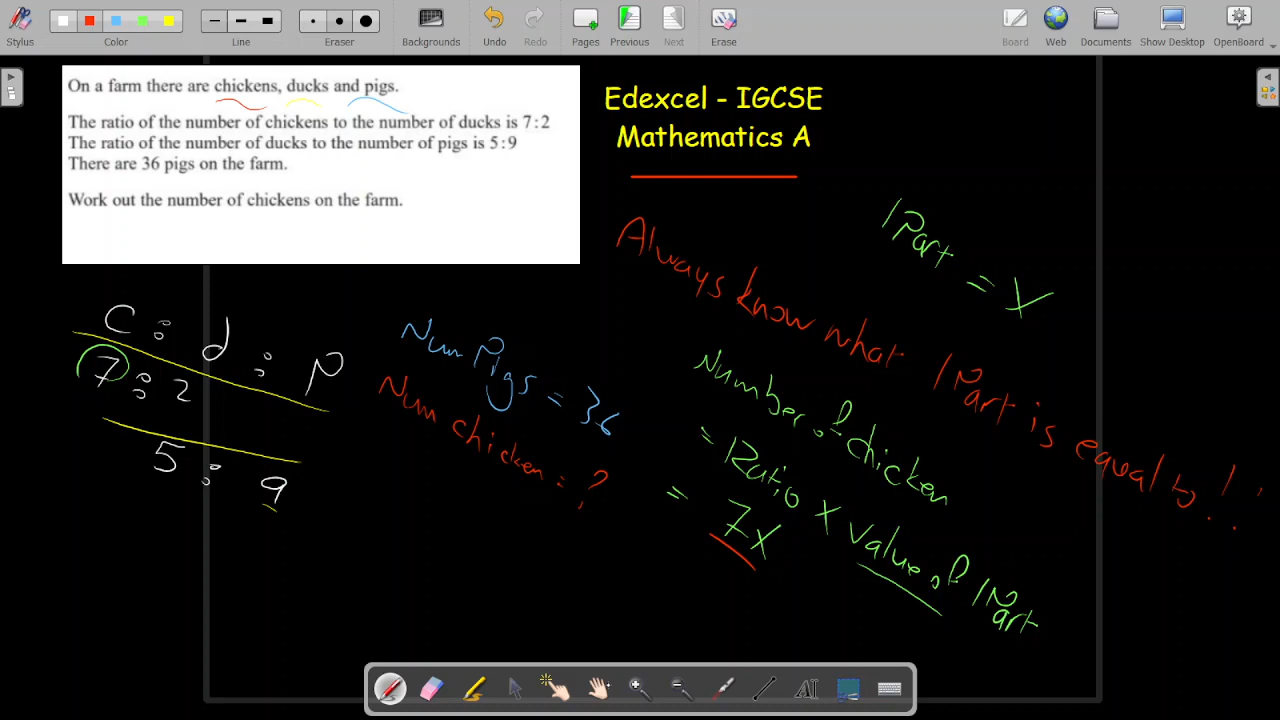 Stylus
Color
Line
Eraser
Backgrounds
Undo
Redo
Pages
Previous
Next
Erase
Board
Web
Documents
Show Desktop
OpenBoard
On a farm there are chickens, ducks and pigs.
The ratio of the number of chickens to the number of ducks is 7:2
The ratio of the number of ducks to the number of pigs is 5:9
There are 36 pigs on the farm.
Work out the number of chickens on the farm.
Edexcel - IGCSE
Mathematics A
1 Part = X
Always know what 1 Part is equal to !!
C : d : P
7 : 2
5 : 9
Num Pigs = 36
Num chicken = ?
Number of chicken
= Ratio X value of 1 Part
= 7X
AI